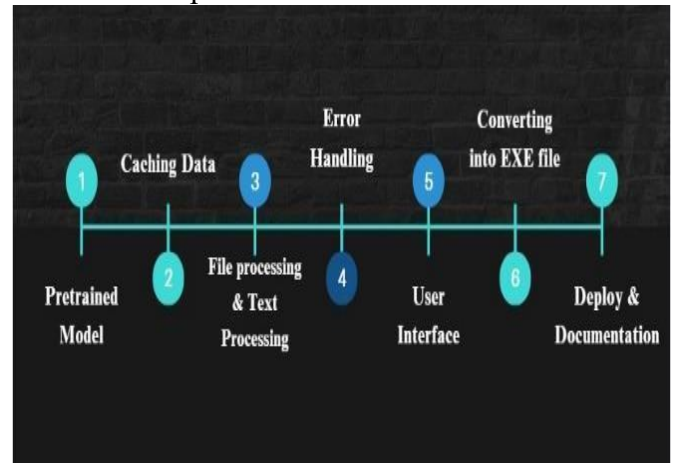 Error
Handling
Converting
into EXE file
Caching Data
1
3
5
7
2
4
6
Pretrained
Model
File processing
& Text
Processing
User
Interface
Deploy &
Documentation